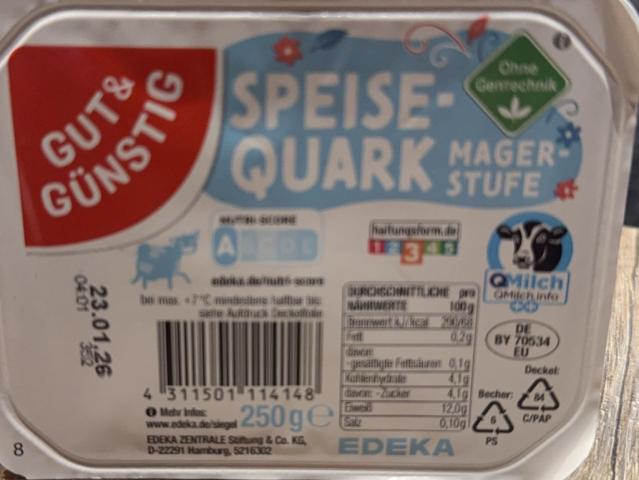 GUT&
GÜNSTIG
SPEISE-
QUARK MAGER-
STUFE
Ohne
Gentechnik
NUTRI-SCORE
A B C D E
edeka.de/nutri-score
bei max. +7°C mindestens haltbar bis:
siehe Aufdruck Deckelfolie
23.01.26
04:01 3S2
4 311501 114148
Mehr Infos:
www.edeka.de/siegel
250g e
EDEKA ZENTRALE Stiftung & Co. KG,
D-22291 Hamburg, 5216302
haltungsform.de
1 2 3 4 5
DURCHSCHNITTLICHE pro
NÄHRWERTE 100g
Brennwert kJ/kcal 290/68
Fett 0,2g
davon:
-gesättigte Fettsäuren 0,1g
Kohlenhydrate 4,1g
davon: -Zucker 4,1g
Eiweiß 12,0g
Salz 0,10g
EDEKA
QMilch
QMilch.info
DE
BY 70534
EU
Deckel:
84
C/PAP
Becher:
6
PS
8